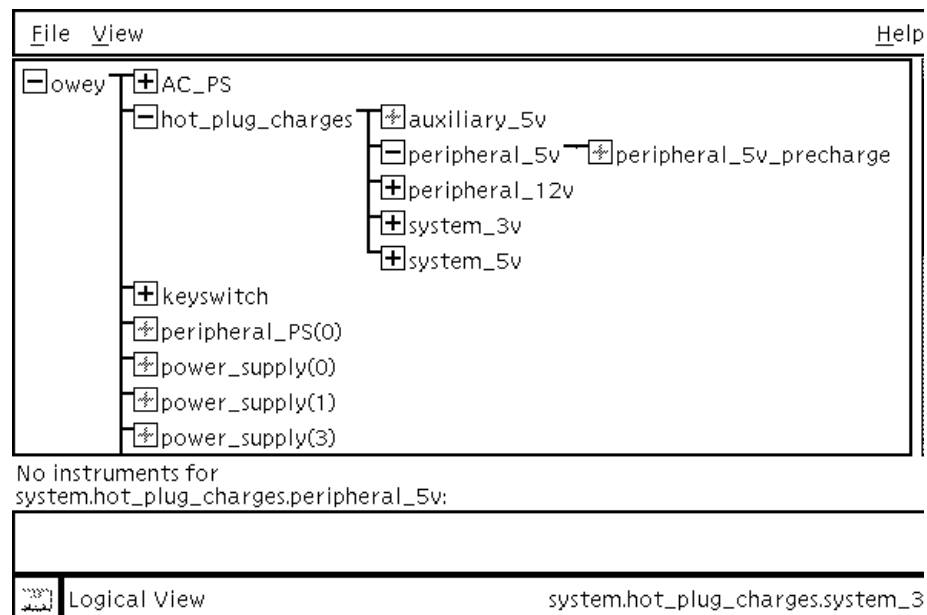 File View Help
owey AC_PS
hot_plug_charges auxiliary_5v
peripheral_5v peripheral_5v_precharge
peripheral_12v
system_3v
system_5v
keyswitch
peripheral_PS(0)
power_supply(0)
power_supply(1)
power_supply(3)
No instruments for
system.hot_plug_charges.peripheral_5v:
Logical View system.hot_plug_charges.system_3